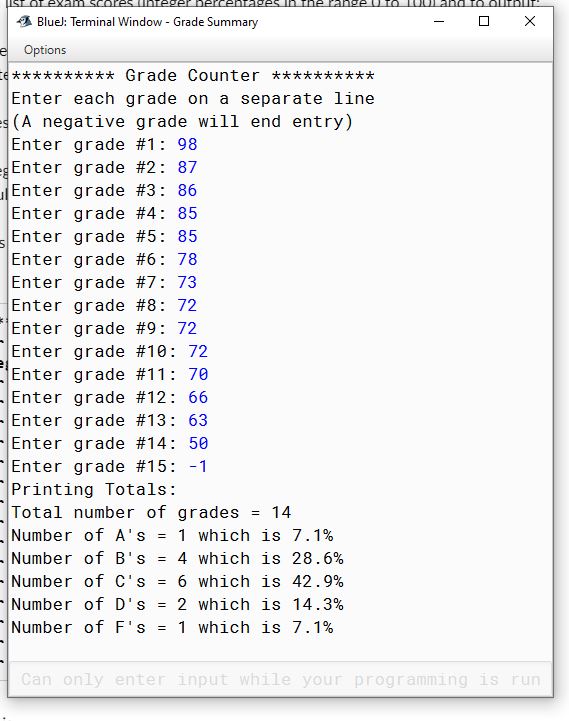 list of exam scores (integer percentages in the range 0 to 100) and to output:
BlueJ: Terminal Window - Grade Summary
Options
********** Grade Counter **********
Enter each grade on a separate line
(A negative grade will end entry)
Enter grade #1: 98
Enter grade #2: 87
Enter grade #3: 86
Enter grade #4: 85
Enter grade #5: 85
Enter grade #6: 78
Enter grade #7: 73
Enter grade #8: 72
Enter grade #9: 72
Enter grade #10: 72
Enter grade #11: 70
Enter grade #12: 66
Enter grade #13: 63
Enter grade #14: 50
Enter grade #15: -1
Printing Totals:
Total number of grades = 14
Number of A's = 1 which is 7.1%
Number of B's = 4 which is 28.6%
Number of C's = 6 which is 42.9%
Number of D's = 2 which is 14.3%
Number of F's = 1 which is 7.1%
Can only enter input while your programming is run